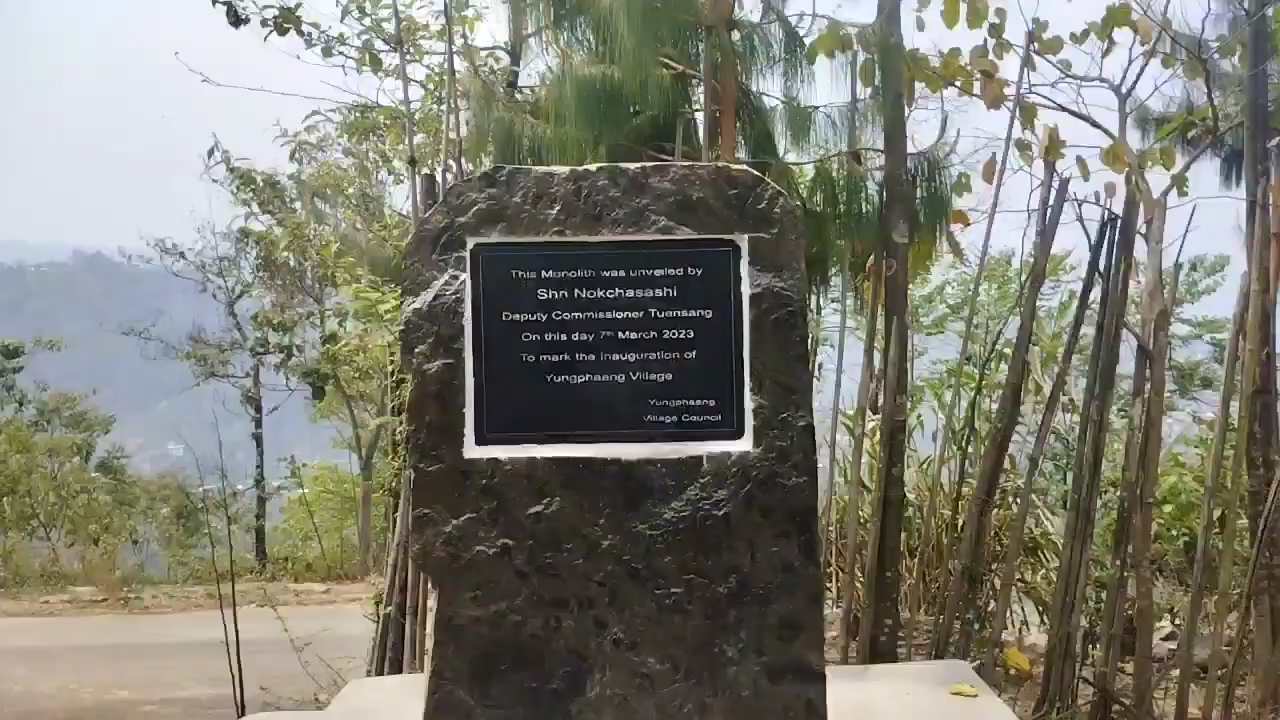 This Monolith was unveiled by
Shri Nokchasashi
Deputy Commissioner Tuensang
On this day 7th March 2023
To mark the inauguration of
Yungphaang Village
Yungphaang
Village Council